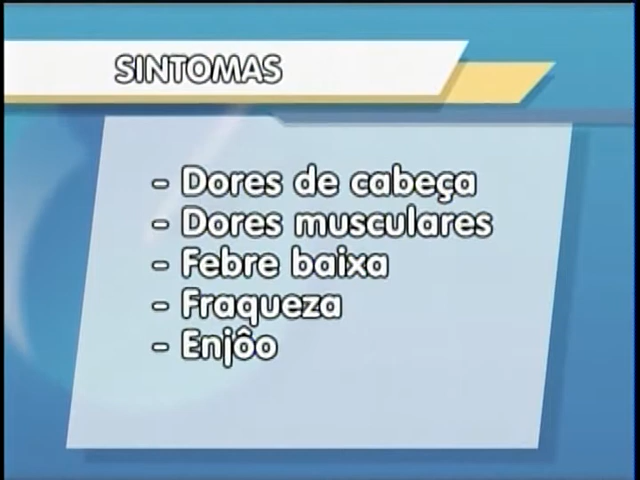 SINTOMAS
- Dores de cabeça
- Dores musculares
- Febre baixa
- Fraqueza
- Enjôo